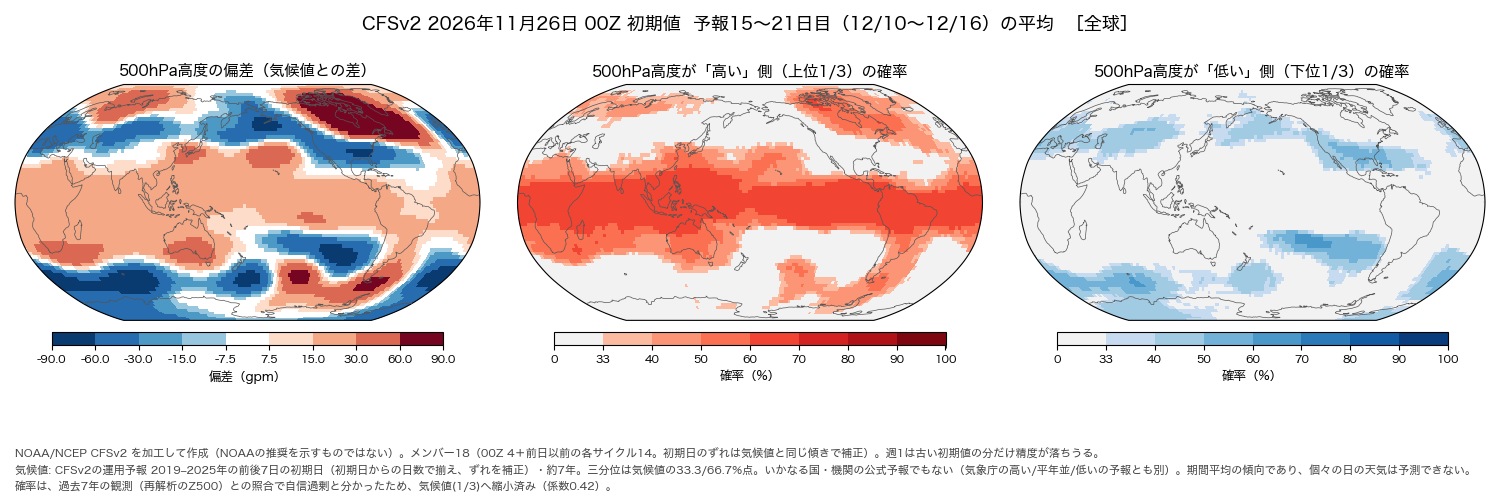 CFSv2 2026年11月26日 00Z 初期値 予報15～21日目（12/10～12/16）の平均 ［全球］
500hPa高度の偏差（気候値との差）
500hPa高度が「高い」側（上位1/3）の確率
500hPa高度が「低い」側（下位1/3）の確率
-90.0 -60.0 -30.0 -15.0 -7.5 7.5 15.0 30.0 60.0 90.0
偏差（gpm）
0 33 40 50 60 70 80 90 100
確率（%）
0 33 40 50 60 70 80 90 100
確率（%）
NOAA/NCEP CFSv2 を加工して作成（NOAAの推奨を示すものではない）。メンバー18（00Z 4＋前日以前の各サイクル14。初期日のずれは気候値と同じ傾きで補正）。週1は古い初期値の分だけ精度が落ちうる。
気候値: CFSv2の運用予報 2019–2025年の前後7日の初期日（初期日からの日数で揃え、ずれを補正）・約7年。三分位は気候値の33.3/66.7%点。いかなる国・機関の公式予報でもない（気象庁の高い/平年並/低いの予報とも別）。期間平均の傾向であり、個々の日の天気は予測できない。
確率は、過去7年の観測（再解析のZ500）との照合で自信過剰と分かったため、気候値(1/3)へ縮小済み（係数0.42）。